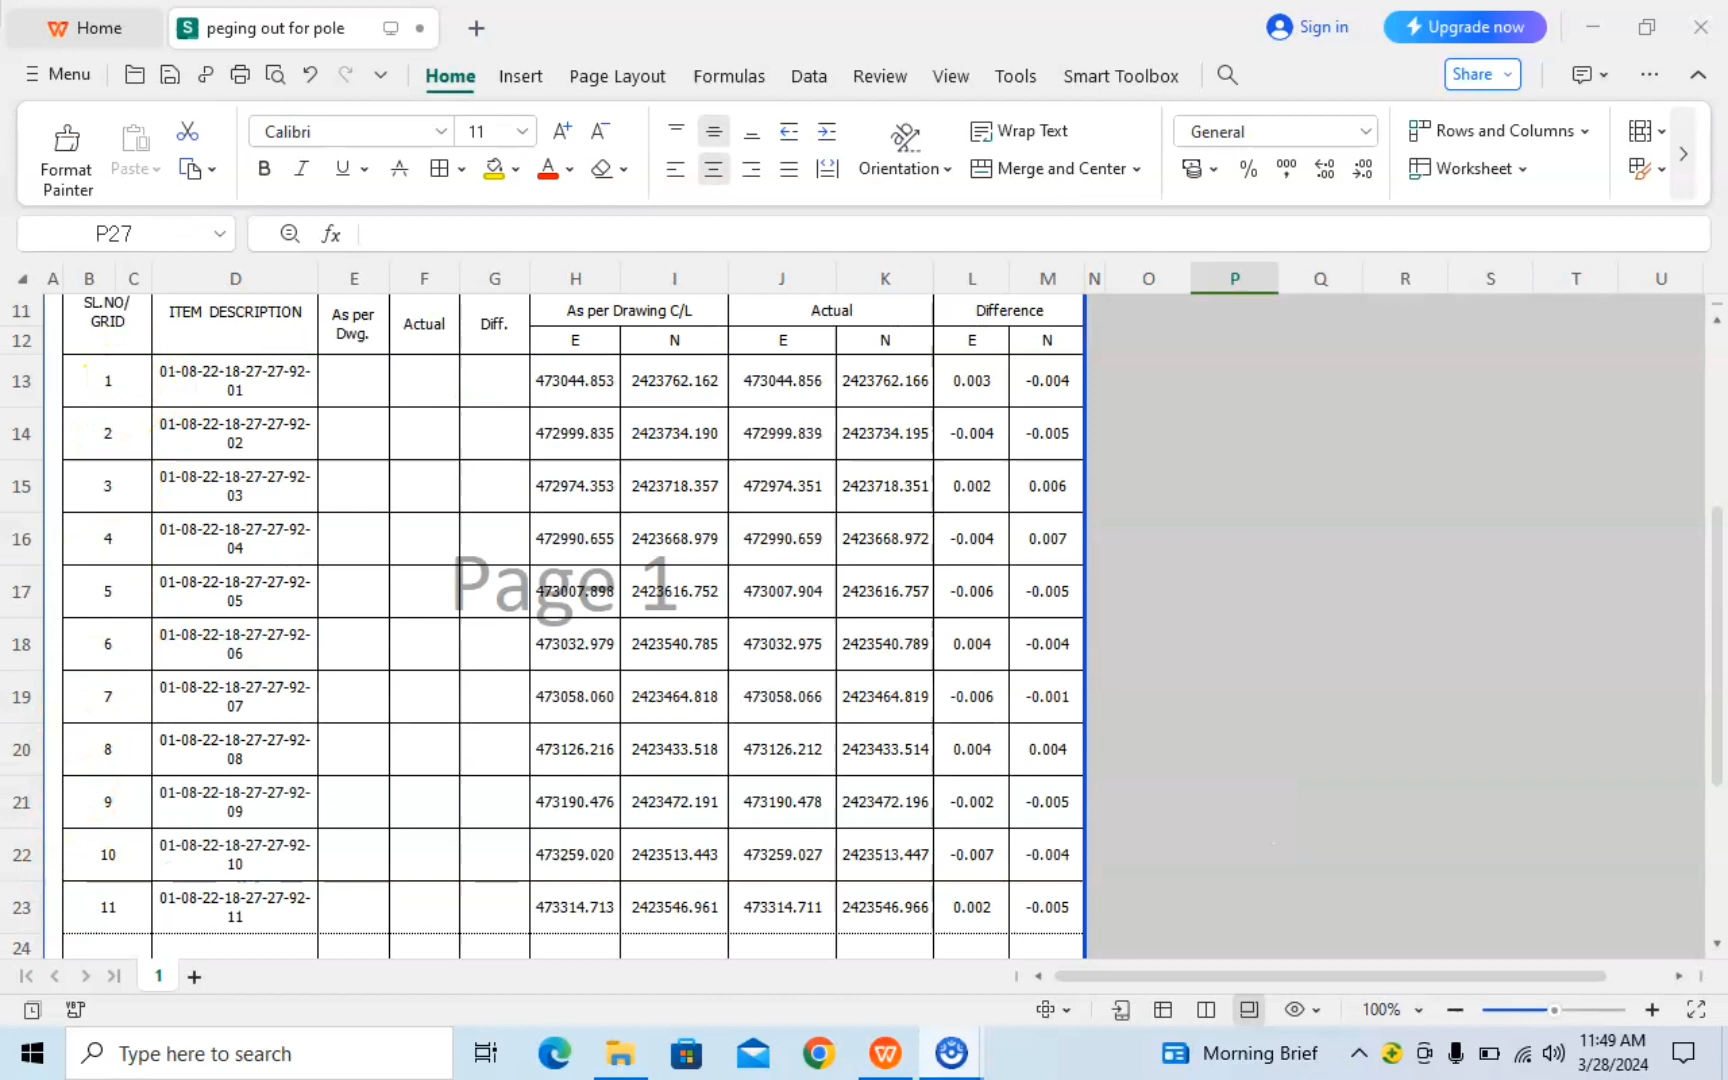 Home
peging out for pole
Sign in
Upgrade now
Menu
Home Insert Page Layout Formulas Data Review View Tools Smart Toolbox
Share
Format Painter
Paste
Calibri 11
Orientation
Wrap Text
Merge and Center
General
Rows and Columns
Worksheet
P27
fx
A B C D E F G H I J K L M N O P Q R S T U
11 SL.NO/ GRID ITEM DESCRIPTION As per Dwg. Actual Diff. As per Drawing C/L Actual Difference
12 E N E N E N
13 1 01-08-22-18-27-27-92-01 473044.853 2423762.162 473044.856 2423762.166 0.003 -0.004
14 2 01-08-22-18-27-27-92-02 472999.835 2423734.190 472999.839 2423734.195 -0.004 -0.005
15 3 01-08-22-18-27-27-92-03 472974.353 2423718.357 472974.351 2423718.351 0.002 0.006
16 4 01-08-22-18-27-27-92-04 472990.655 2423668.979 472990.659 2423668.972 -0.004 0.007
Page 1
17 5 01-08-22-18-27-27-92-05 473007.898 2423616.752 473007.904 2423616.757 -0.006 -0.005
18 6 01-08-22-18-27-27-92-06 473032.979 2423540.785 473032.975 2423540.789 0.004 -0.004
19 7 01-08-22-18-27-27-92-07 473058.060 2423464.818 473058.066 2423464.819 -0.006 -0.001
20 8 01-08-22-18-27-27-92-08 473126.216 2423433.518 473126.212 2423433.514 0.004 0.004
21 9 01-08-22-18-27-27-92-09 473190.476 2423472.191 473190.478 2423472.196 -0.002 -0.005
22 10 01-08-22-18-27-27-92-10 473259.020 2423513.443 473259.027 2423513.447 -0.007 -0.004
23 11 01-08-22-18-27-27-92-11 473314.713 2423546.961 473314.711 2423546.966 0.002 -0.005
24
1
100%
Type here to search
Morning Brief
11:49 AM
3/28/2024